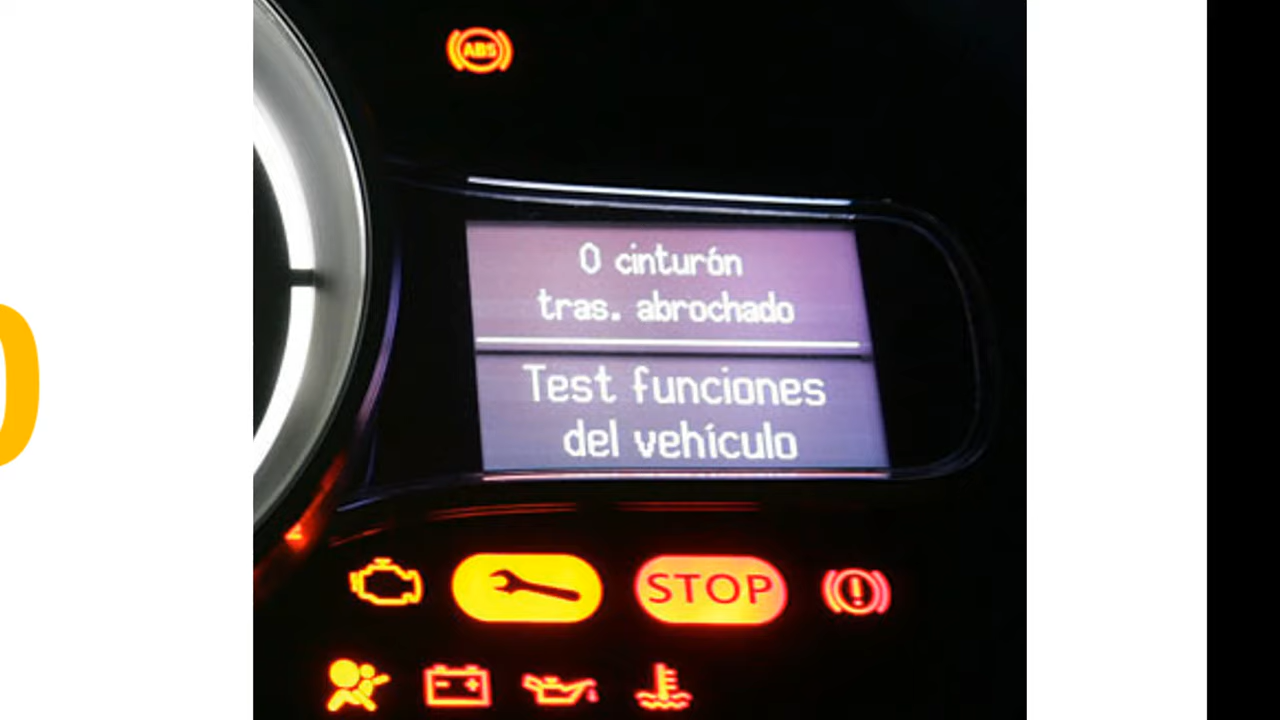 ABS
0 cinturón
tras. abrochado
Test funciones
del vehículo
STOP